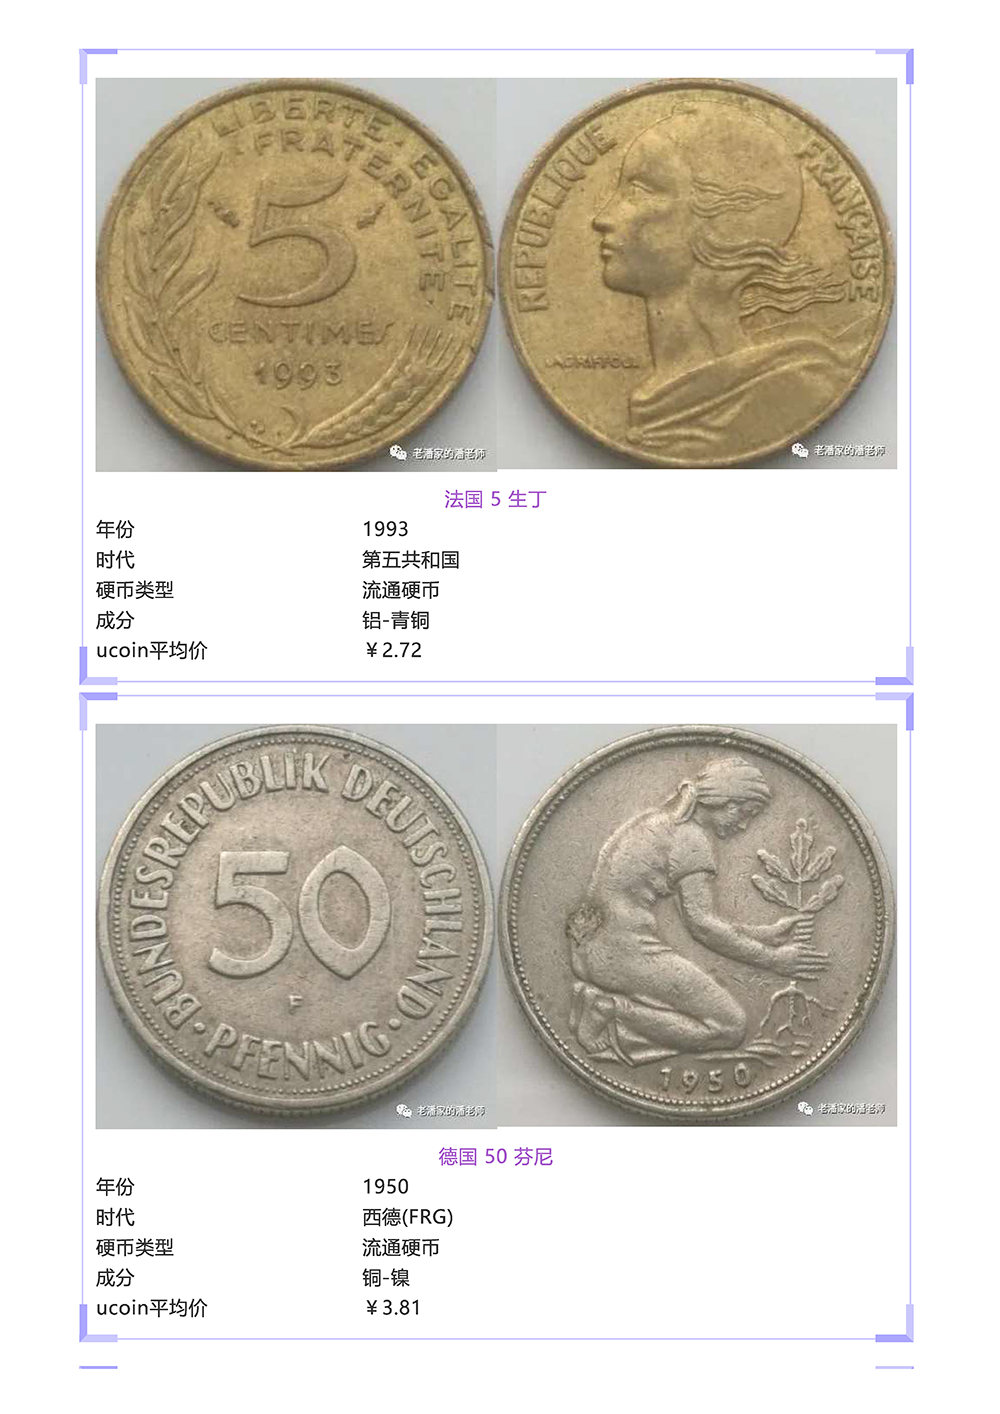 LIBERTE. EGALITE
FRATERNITE.
5
CENTIMES
1993
REPUBLIQUE FRANÇAISE
LAGRIFFOUL
老潘家的潘老师
老潘家的潘老师
法国 5 生丁
年份 1993
时代 第五共和国
硬币类型 流通硬币
成分 铝-青铜
ucoin平均价 ￥2.72
BUNDESREPUBLIK DEUTSCHLAND
50
F
·PFENNIG·
1950
老潘家的潘老师
老潘家的潘老师
德国 50 芬尼
年份 1950
时代 西德(FRG)
硬币类型 流通硬币
成分 铜-镍
ucoin平均价 ￥3.81